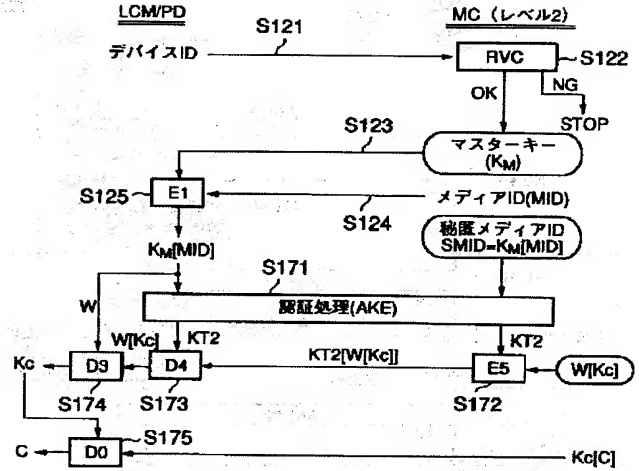 LCM/PD
MC (レベル2)
S121
デバイスID
RVC
S122
OK
NG
STOP
S123
マスターキー
(KM)
S125
E1
S124
メディアID(MID)
KM[MID]
秘匿メディアID
SMID=KM[MID]
S171
W
認証処理(AKE)
W[Kc]
KT2
KT2
Kc
D9
D4
KT2[W[Kc]]
E5
W[Kc]
S174
S173
S172
S175
C
D0
Kc[C]